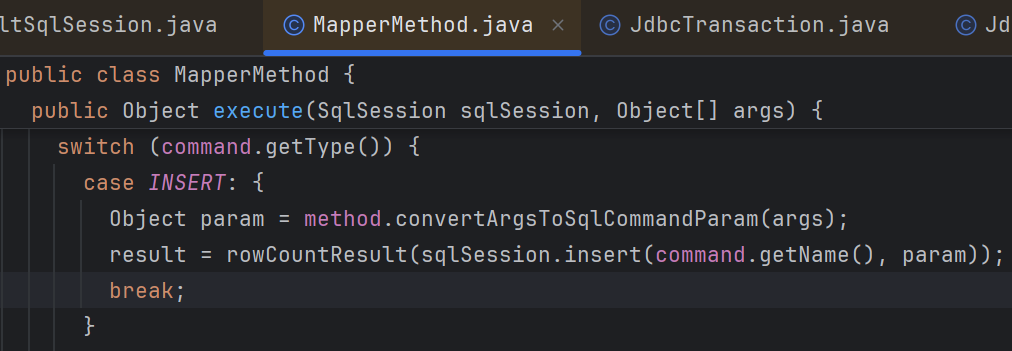 ltSqlSession.java MapperMethod.java × JdbcTransaction.java Jd
public class MapperMethod {
public Object execute(SqlSession sqlSession, Object[] args) {
switch (command.getType()) {
case INSERT: {
Object param = method.convertArgsToSqlCommandParam(args);
result = rowCountResult(sqlSession.insert(command.getName(), param));
break;
}